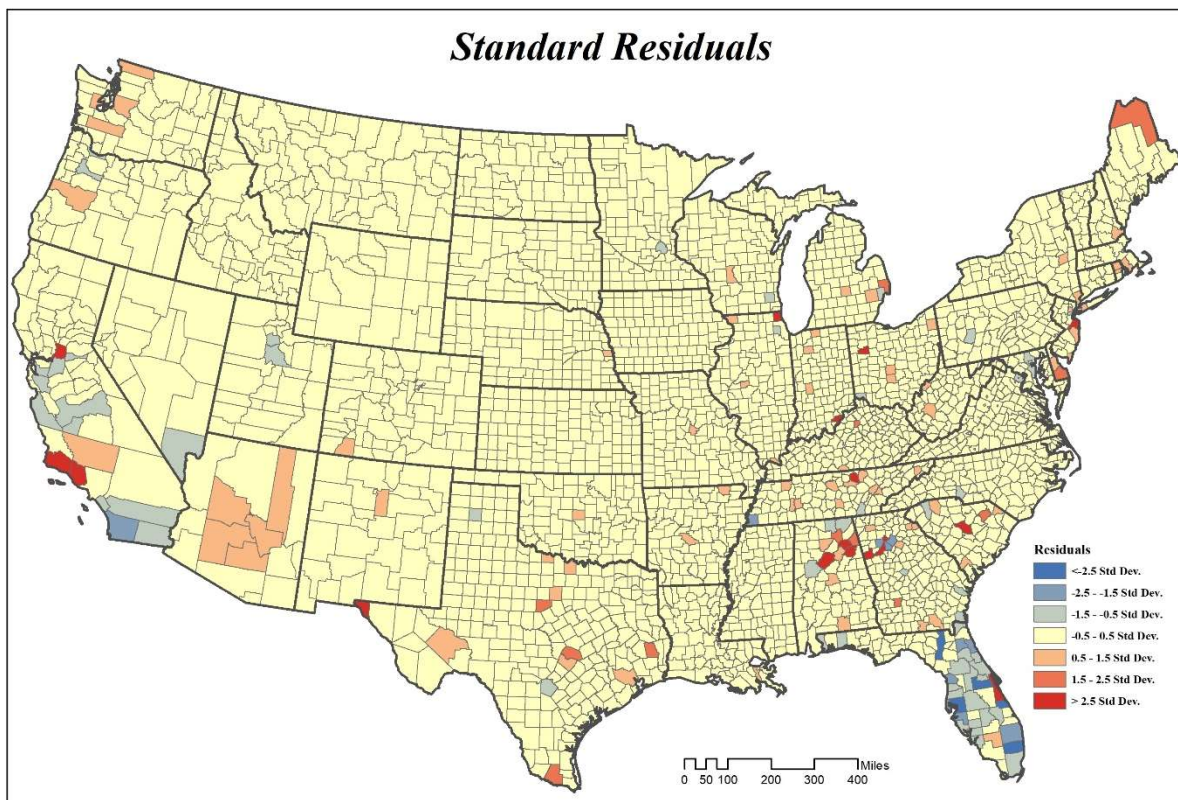 Standard Residuals
Residuals
<-2.5 Std Dev.
-2.5 - -1.5 Std Dev.
-1.5 - -0.5 Std Dev.
-0.5 - 0.5 Std Dev.
0.5 - 1.5 Std Dev.
1.5 - 2.5 Std Dev.
> 2.5 Std Dev.
Miles
0 50 100 200 300 400